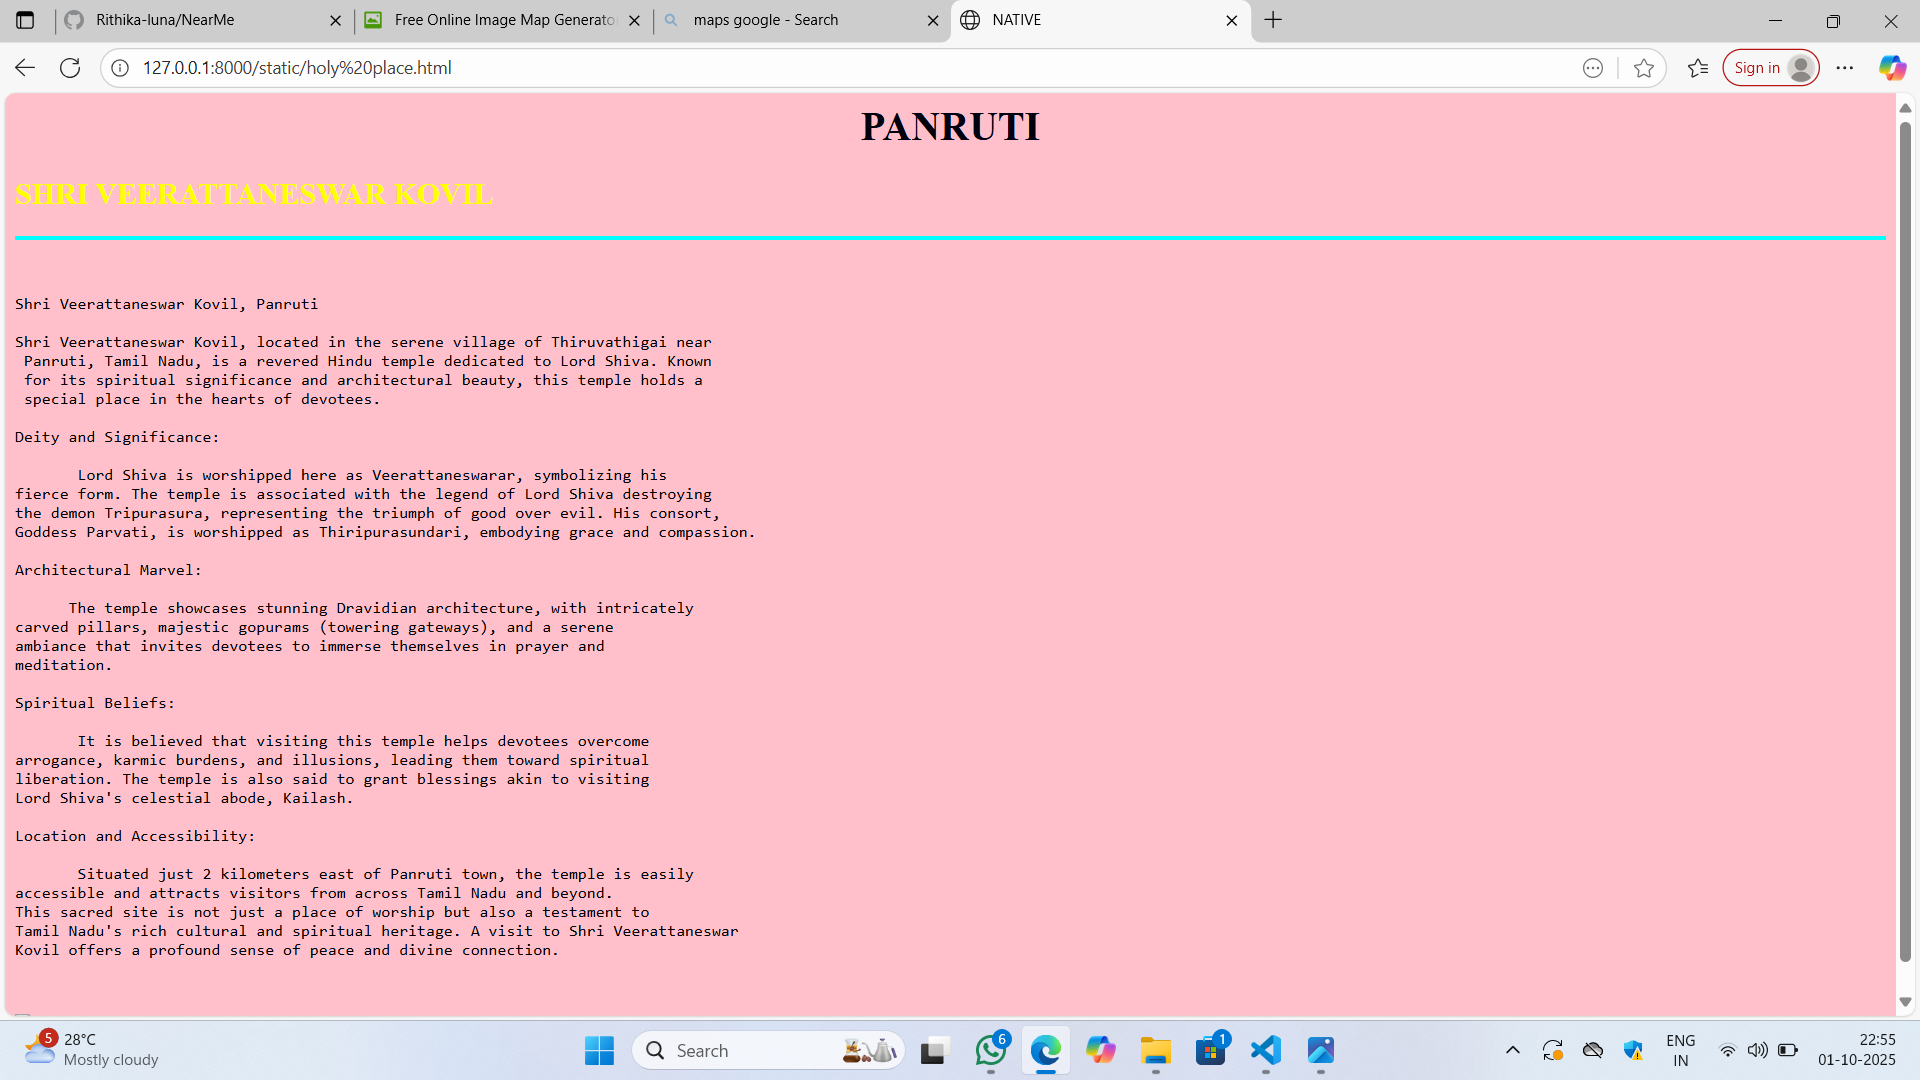 Rithika-luna/NearMe
Free Online Image Map Generato
maps google - Search
NATIVE
127.0.0.1:8000/static/holy%20place.html
Sign in
PANRUTI
SHRI VEERATTANESWAR KOVIL
Shri Veerattaneswar Kovil, Panruti
Shri Veerattaneswar Kovil, located in the serene village of Thiruvathigai near
Panruti, Tamil Nadu, is a revered Hindu temple dedicated to Lord Shiva. Known
for its spiritual significance and architectural beauty, this temple holds a
special place in the hearts of devotees.
Deity and Significance:
Lord Shiva is worshipped here as Veerattaneswarar, symbolizing his
fierce form. The temple is associated with the legend of Lord Shiva destroying
the demon Tripurasura, representing the triumph of good over evil. His consort,
Goddess Parvati, is worshipped as Thiripurasundari, embodying grace and compassion.
Architectural Marvel:
The temple showcases stunning Dravidian architecture, with intricately
carved pillars, majestic gopurams (towering gateways), and a serene
ambiance that invites devotees to immerse themselves in prayer and
meditation.
Spiritual Beliefs:
It is believed that visiting this temple helps devotees overcome
arrogance, karmic burdens, and illusions, leading them toward spiritual
liberation. The temple is also said to grant blessings akin to visiting
Lord Shiva's celestial abode, Kailash.
Location and Accessibility:
Situated just 2 kilometers east of Panruti town, the temple is easily
accessible and attracts visitors from across Tamil Nadu and beyond.
This sacred site is not just a place of worship but also a testament to
Tamil Nadu's rich cultural and spiritual heritage. A visit to Shri Veerattaneswar
Kovil offers a profound sense of peace and divine connection.
5
28°C
Mostly cloudy
Search
6
1
ENG
IN
22:55
01-10-2025